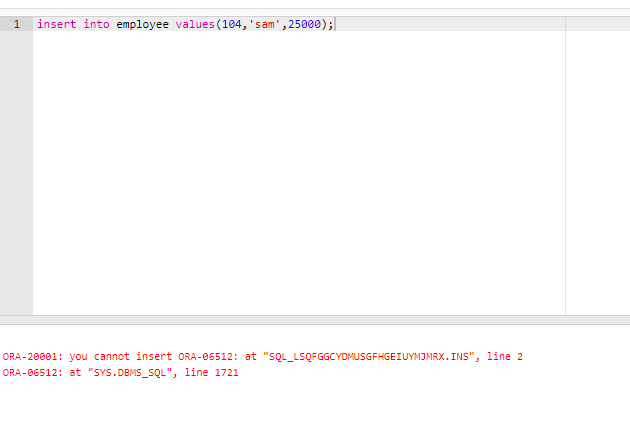 1 insert into employee values(104,'sam',25000);
ORA-20001: you cannot insert ORA-06512: at "SQL_LSQFGGCYDMUSGFHGEIUYMJMRX.INS", line 2
ORA-06512: at "SYS.DBMS_SQL", line 1721